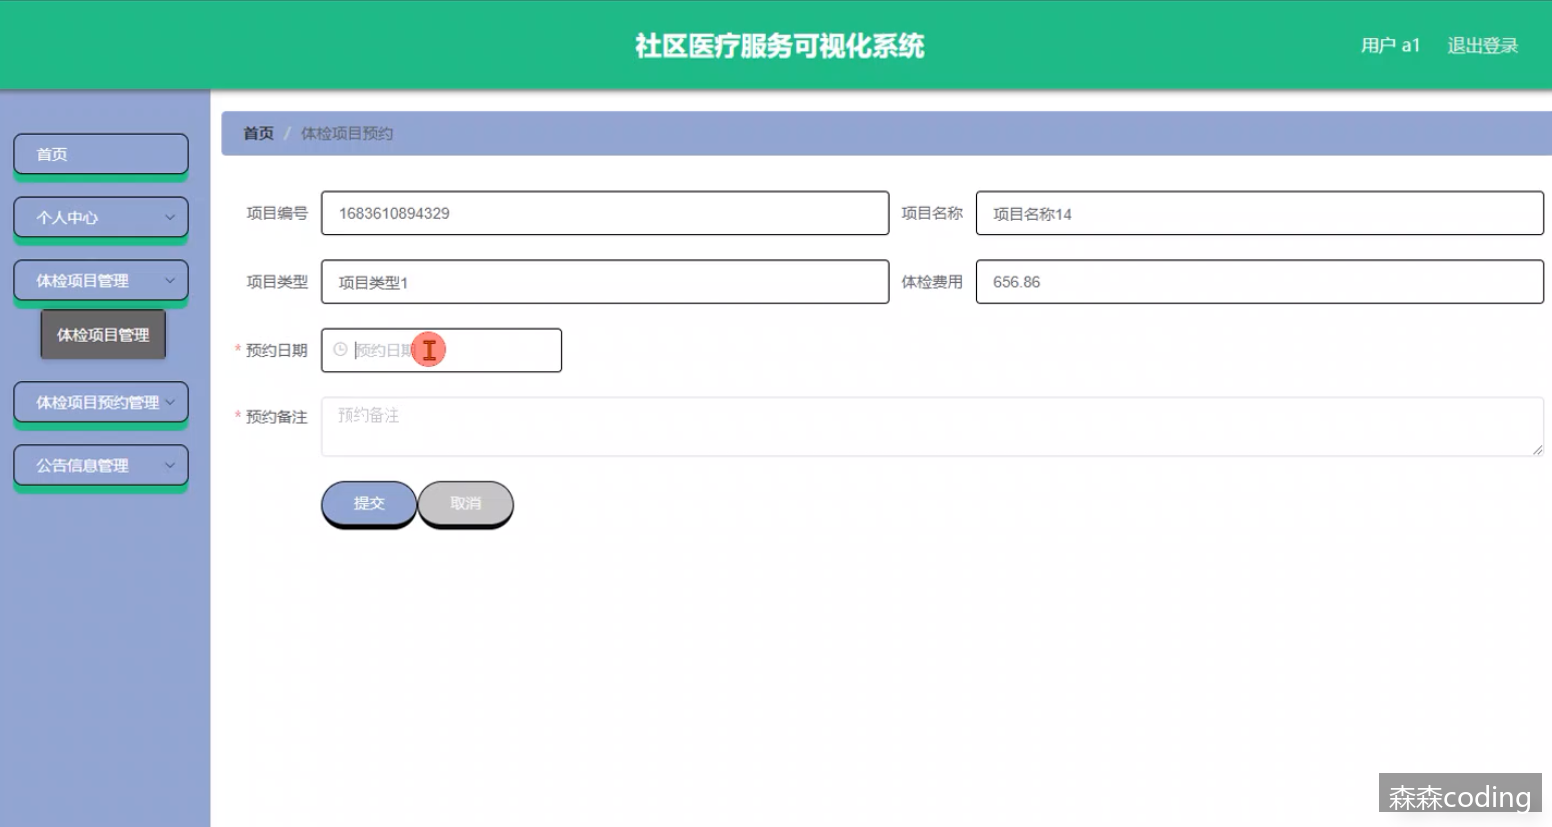 社区医疗服务可视化系统
用户 a1
退出登录
首页
个人中心
体检项目管理
体检项目管理
体检项目预约管理
公告信息管理
首页 / 体检项目预约
项目编号 1683610894329
项目名称 项目名称14
项目类型 项目类型1
体检费用 656.86
* 预约日期 预约日期
* 预约备注 预约备注
提交
取消
森森coding